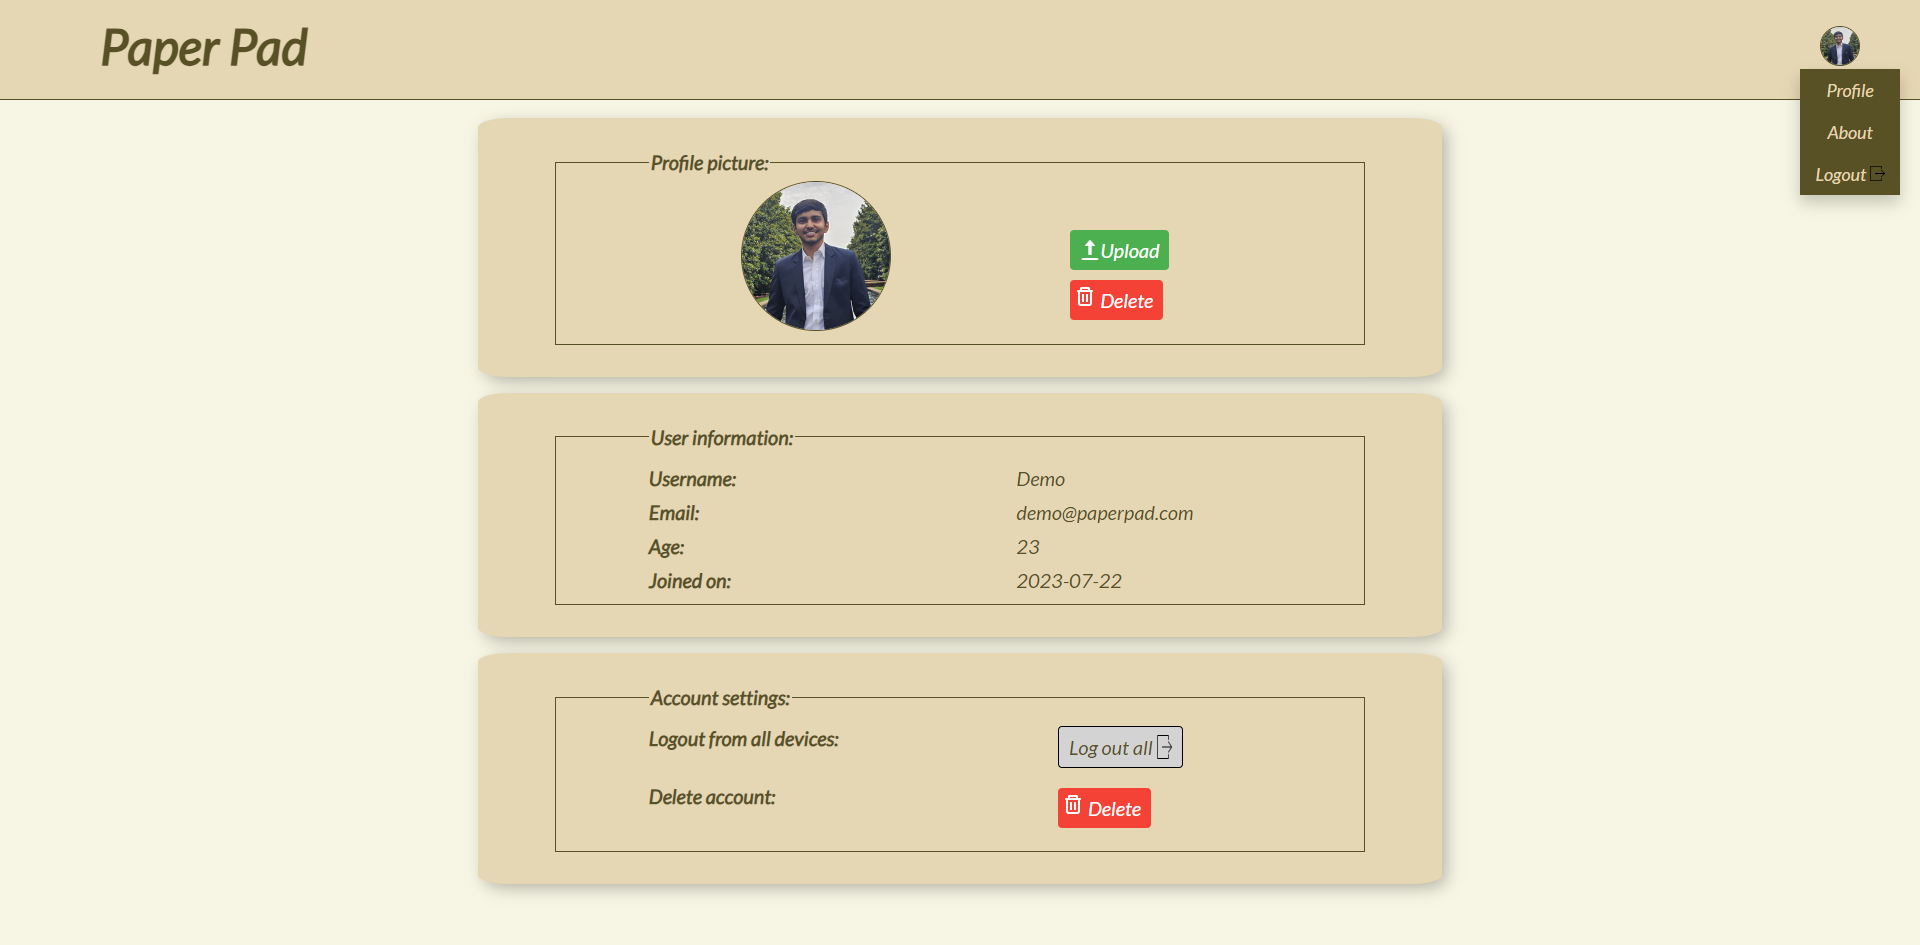 Paper Pad
Profile
About
Logout
Profile picture:
Upload
Delete
User information:
Username: Demo
Email: demo@paperpad.com
Age: 23
Joined on: 2023-07-22
Account settings:
Logout from all devices: Log out all
Delete account: Delete